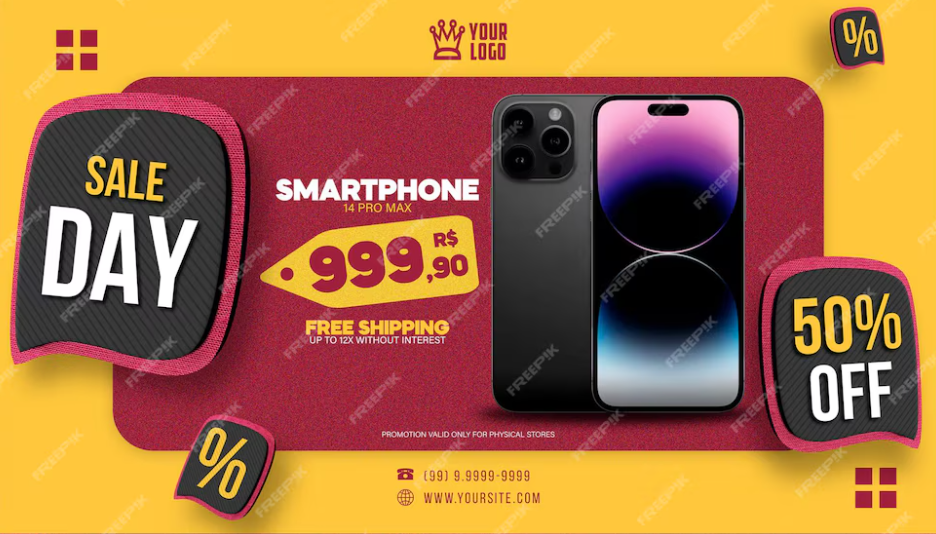 YOUR
LOGO
%
SALE
DAY
SMARTPHONE
14 PRO MAX
R$
999,90
FREE SHIPPING
UP TO 12X WITHOUT INTEREST
50%
OFF
PROMOTION VALID ONLY FOR PHYSICAL STORES
%
(99) 9.9999-9999
WWW.YOURSITE.COM
FREEPIK